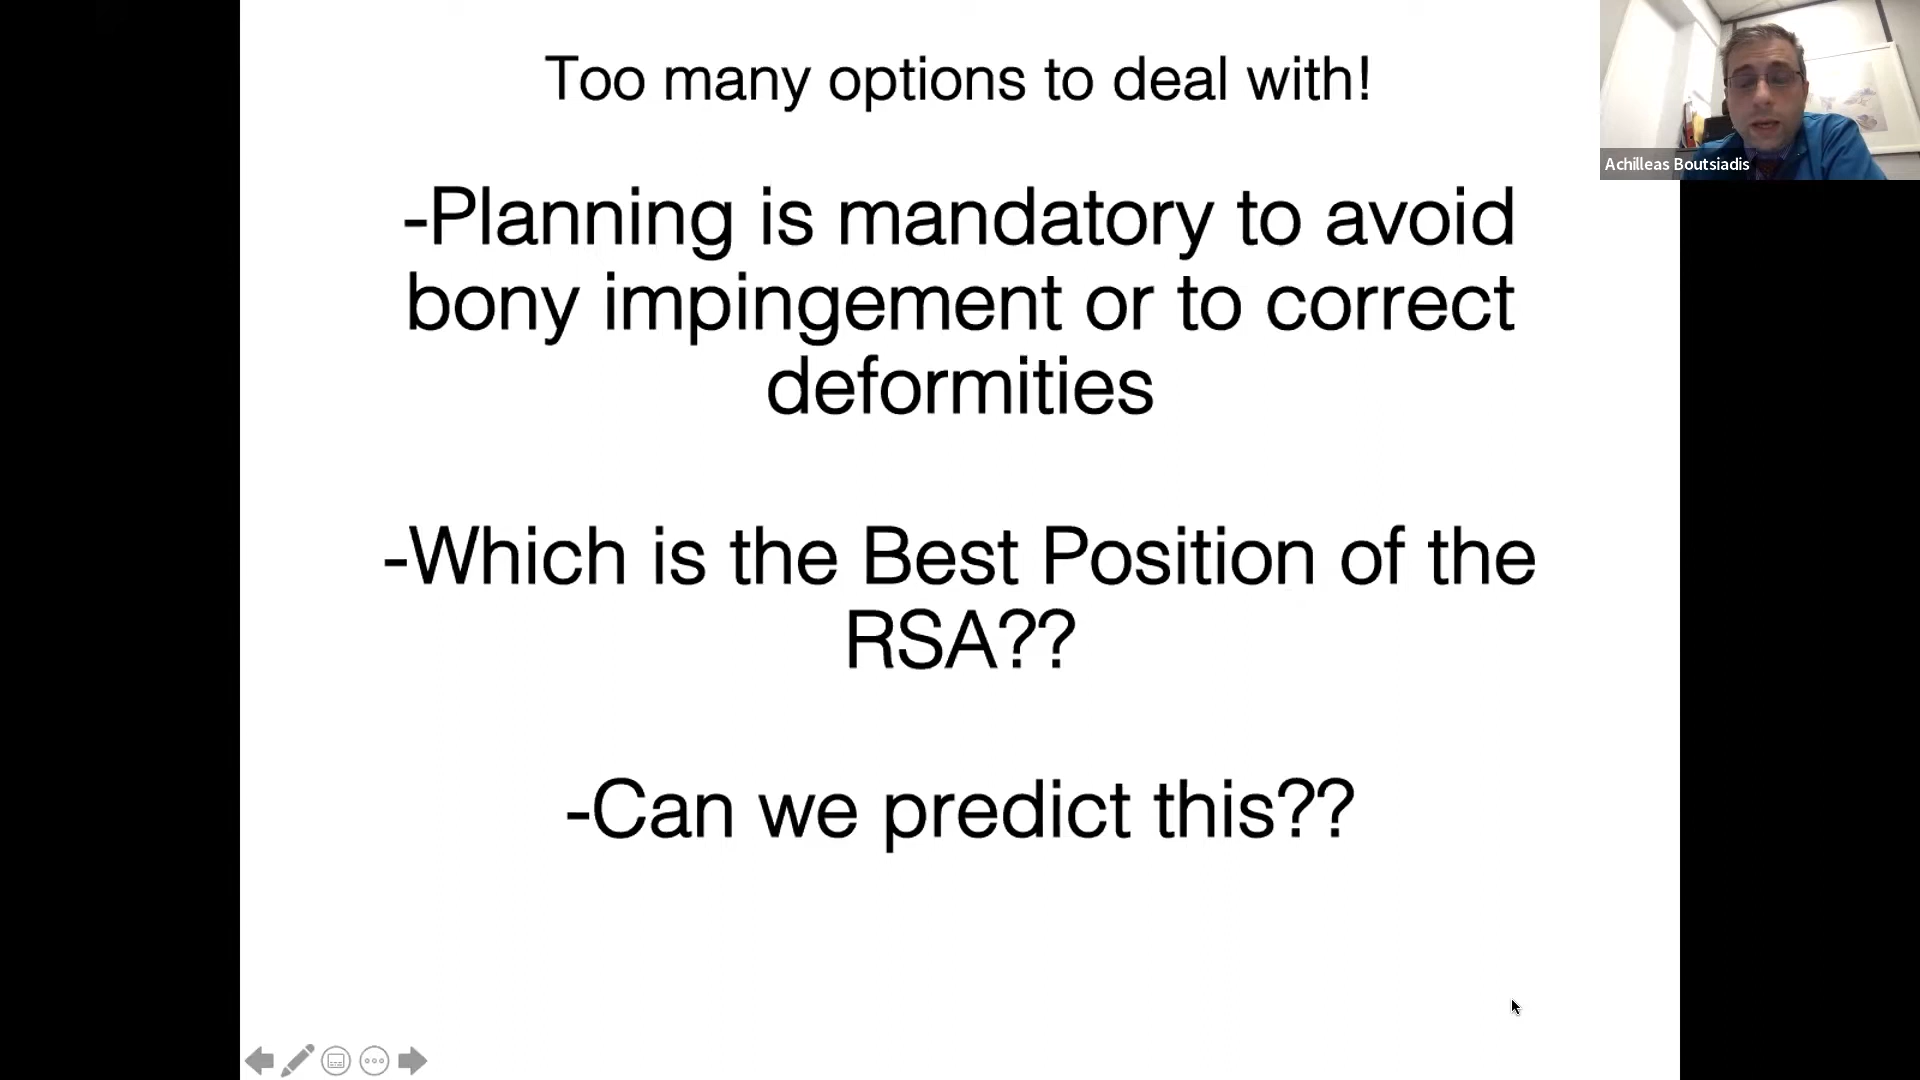 Too many options to deal with!
Achilleas Boutsiadis
-Planning is mandatory to avoid
bony impingement or to correct
deformities
-Which is the Best Position of the
RSA??
-Can we predict this??